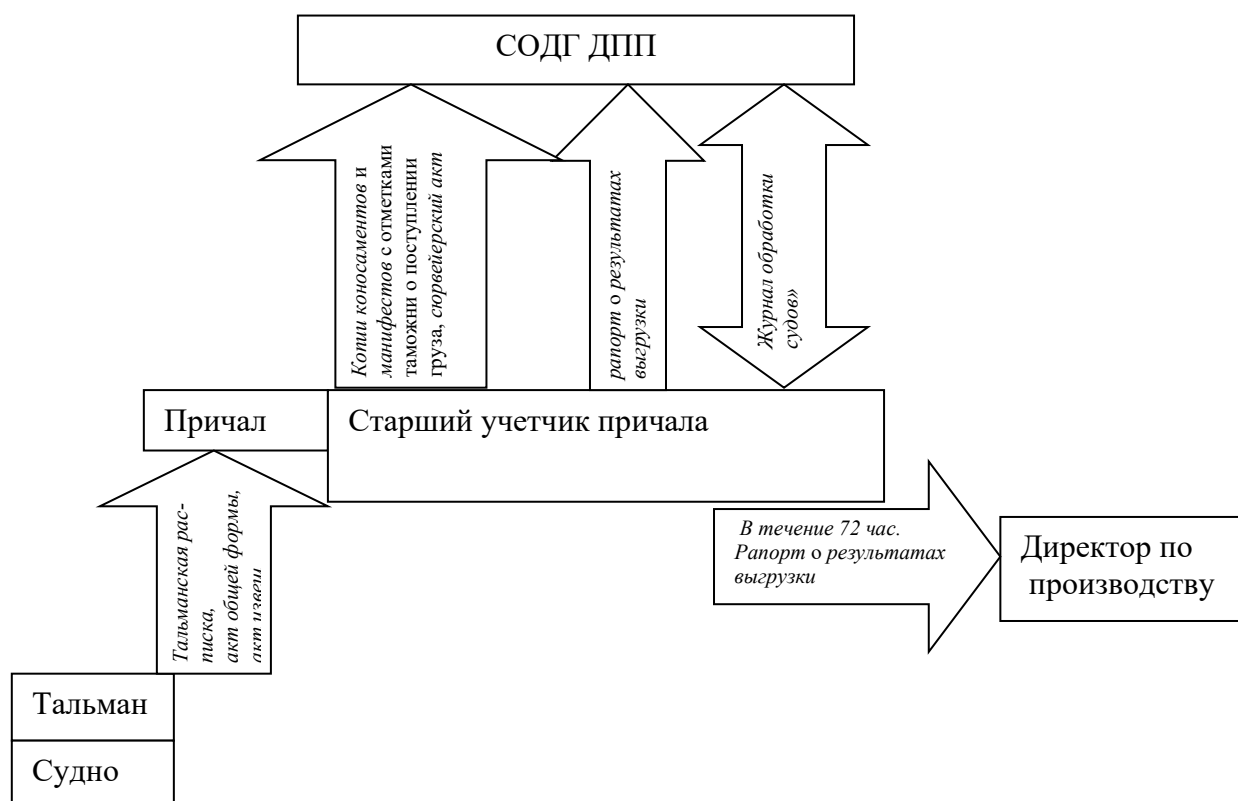 СОДГ ДПП
Копии коносаментов и
манифестов с отметками
таможни о поступлении
груза, сюрвейерский акт
рапорт о результатах
выгрузки
Журнал обработки
судов»
Причал
Старший учетчик причала
Тальманская рас-
писка,
акт общей формы,
акт
В течение 72 час.
Рапорт о результатах
выгрузки
Директор по
производству
Тальман
Судно